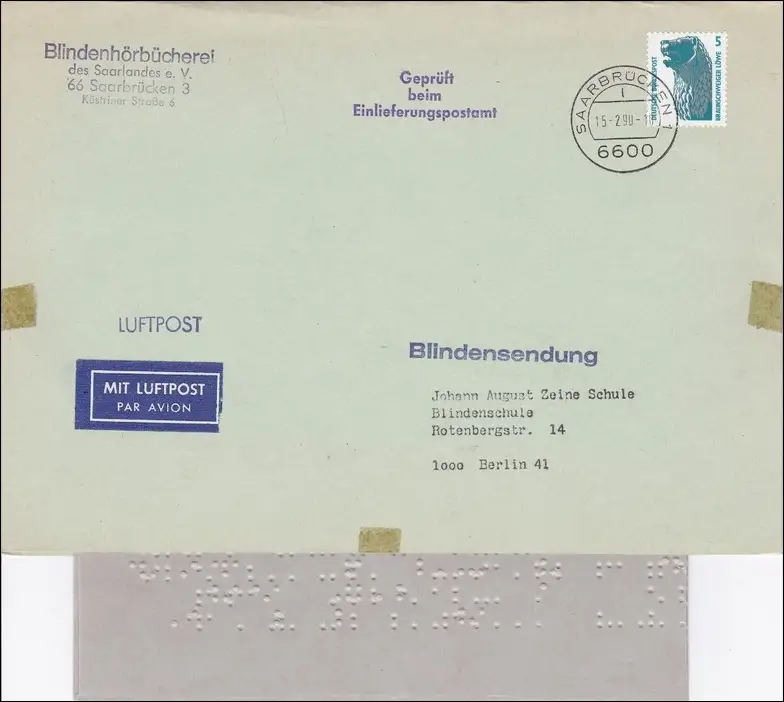 Blindenhörbücherei
des Saarlandes e. V.
66 Saarbrücken 3
Küstriner Straße 6
Geprüft
beim
Einlieferungspostamt
SAARBRÜCKEN 1
15-2.90-
6600
5
DEUTSCHE BUNDESPOST
BRAUNSCHWEIGER LÖWE
LUFTPOST
MIT LUFTPOST
PAR AVION
Blindensendung
Johann August Zeine Schule
Blindenschule
Rotenbergstr. 14
1000 Berlin 41